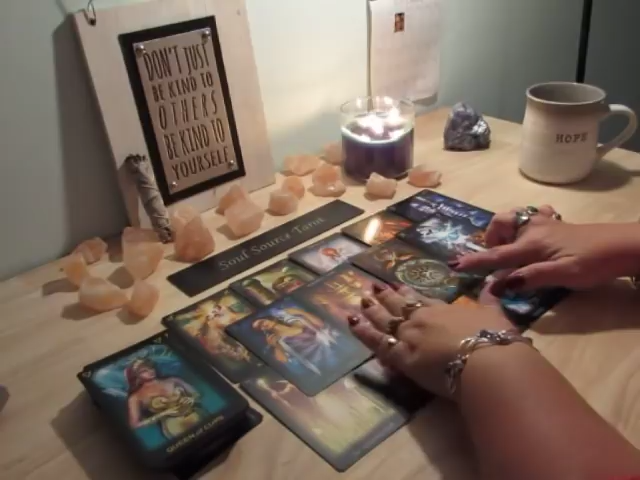 DON'T JUST
BE KIND TO
OTHERS
BE KIND TO
YOURSELF
HOPE
Soul Source Tarot
QUEEN OF CUPS